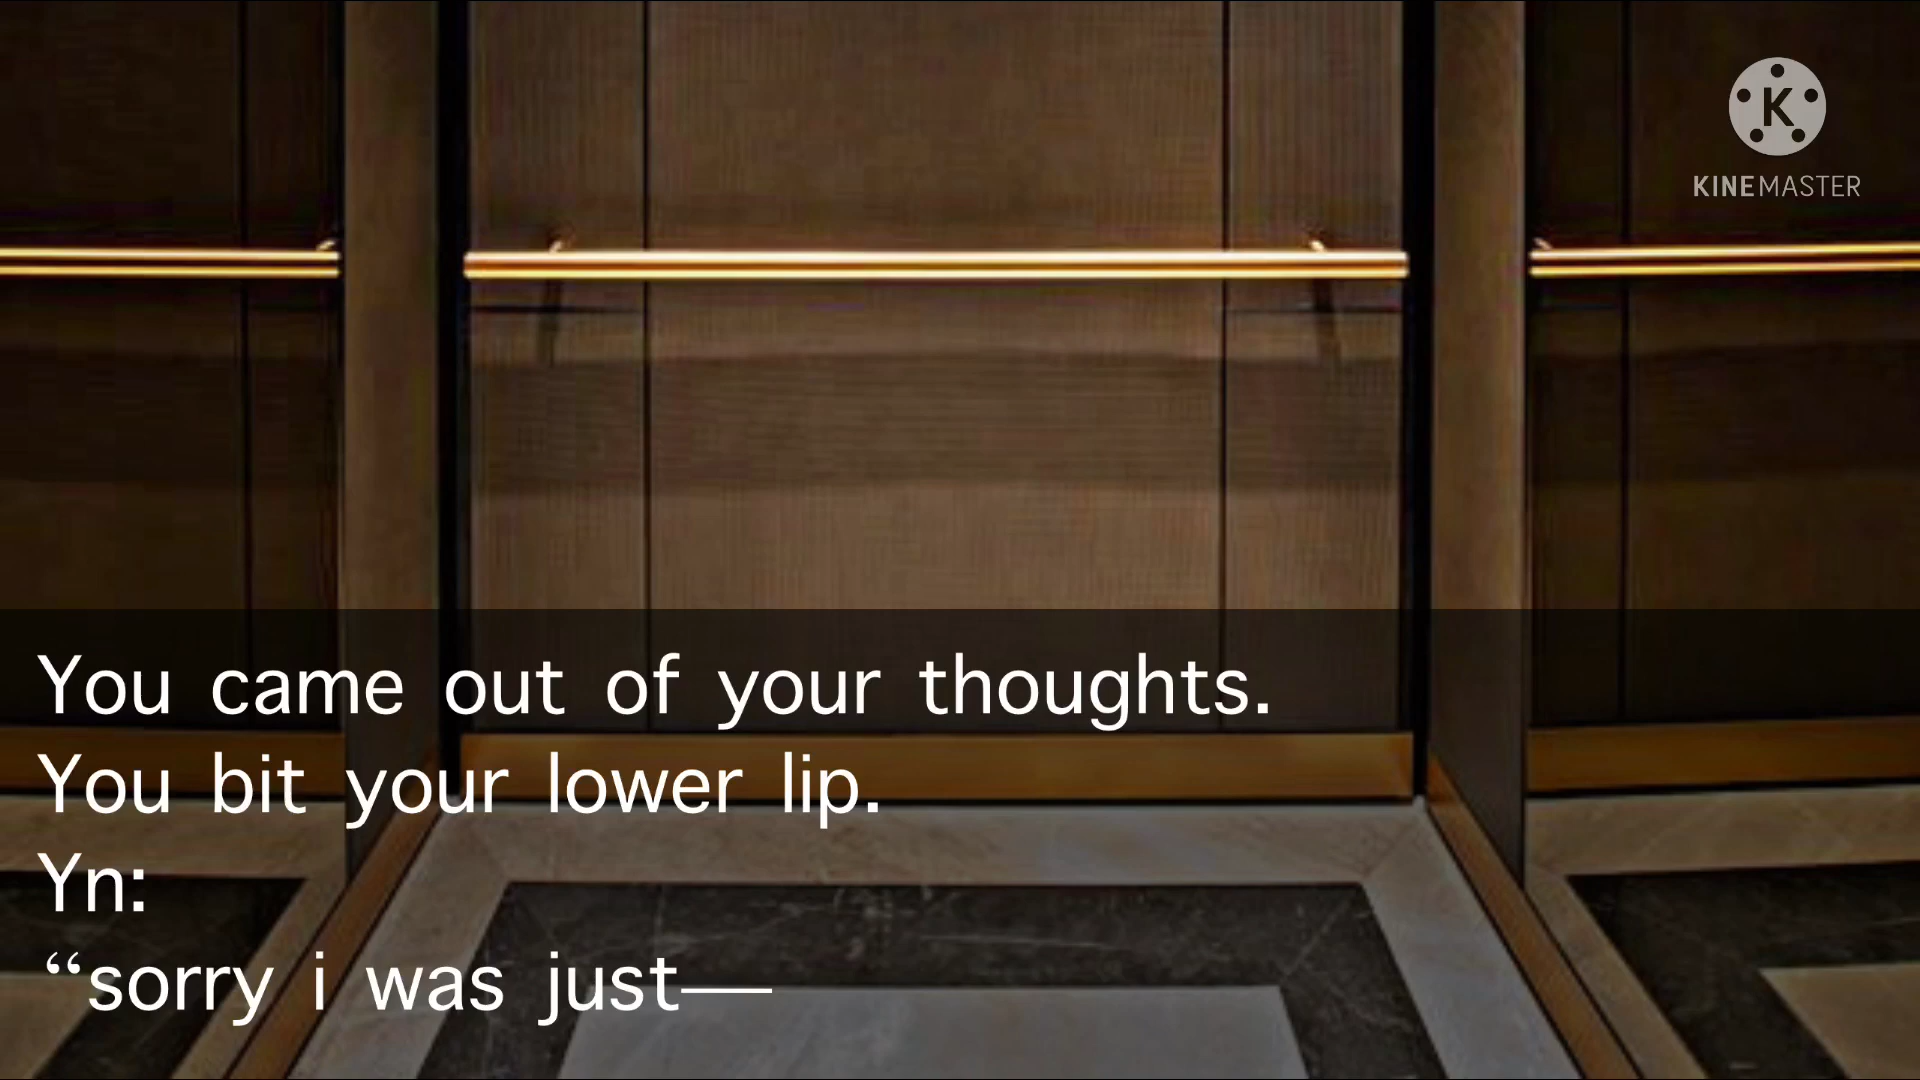 K
KINEMASTER
You came out of your thoughts.
You bit your lower lip.
Yn:
“sorry i was just—